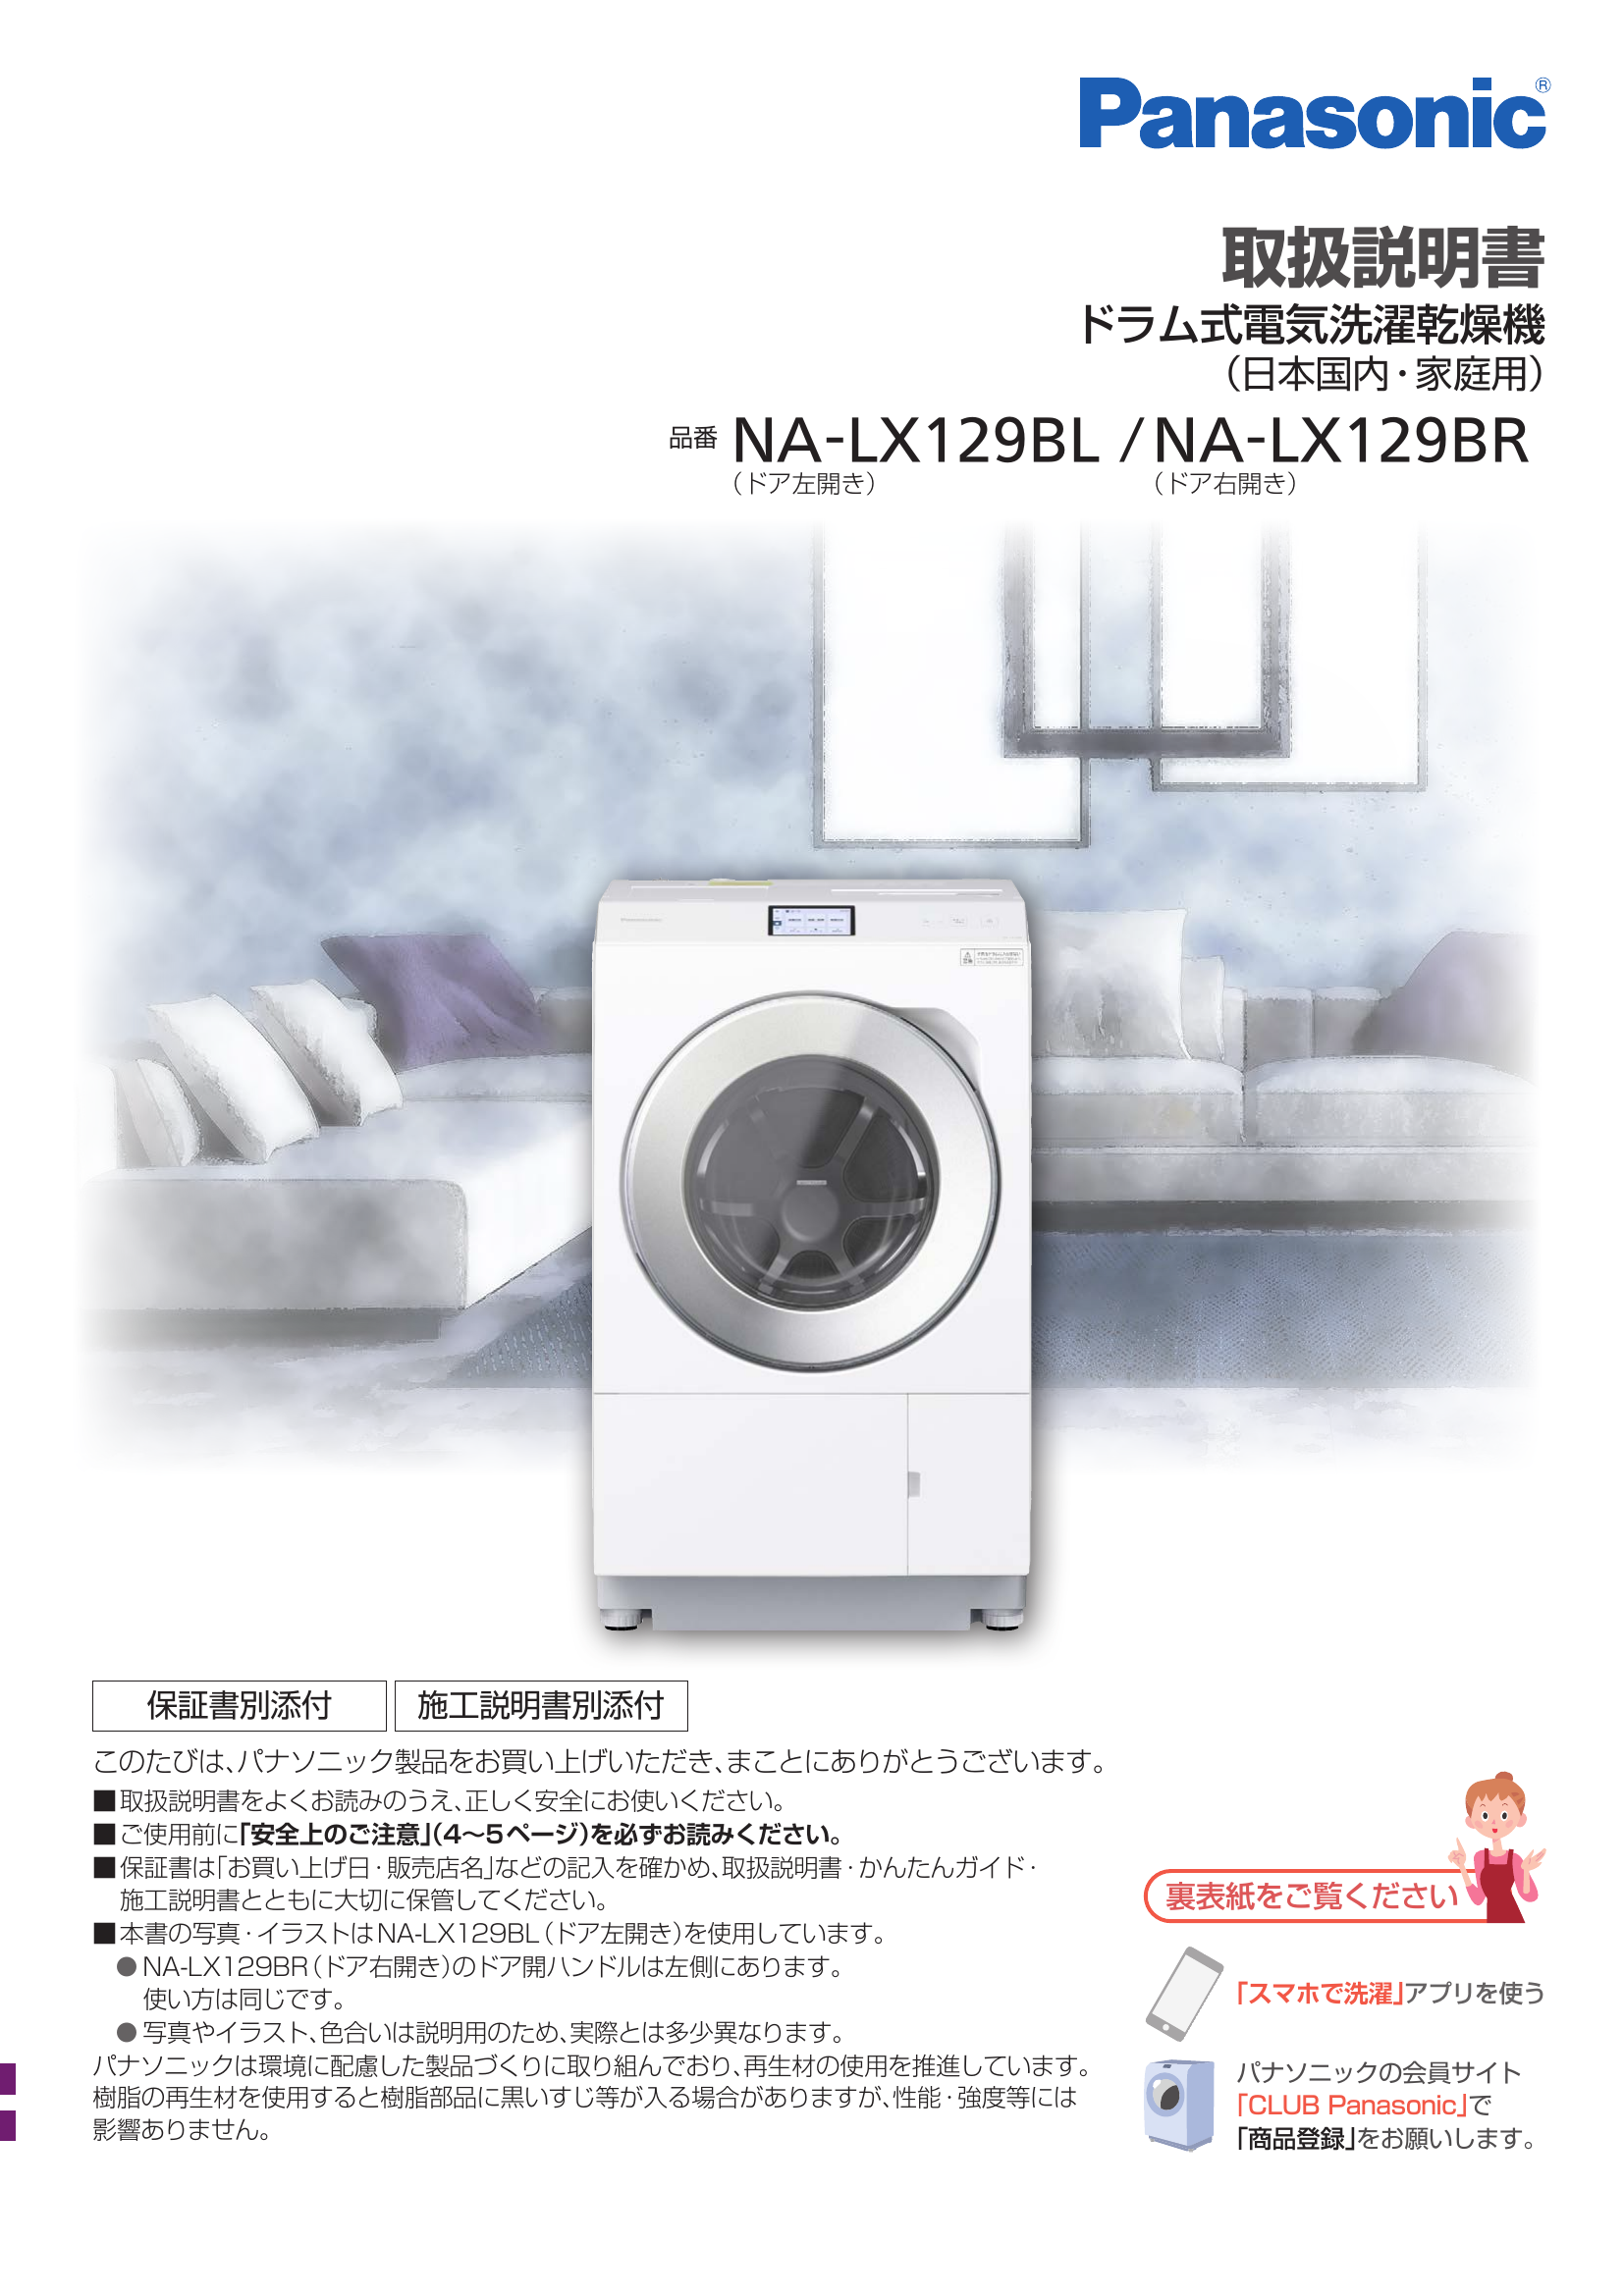 Panasonic®
取扱説明書
ドラム式電気洗濯乾燥機
（日本国内・家庭用）
品番 NA-LX129BL / NA-LX129BR
（ドア左開き） （ドア右開き）
Panasonic
保証書別添付 施工説明書別添付
このたびは、パナソニック製品をお買い上げいただき、まことにありがとうございます。
■取扱説明書をよくお読みのうえ、正しく安全にお使いください。
■ご使用前に「安全上のご注意」（4～5ページ）を必ずお読みください。
■保証書は「お買い上げ日・販売店名」などの記入を確かめ、取扱説明書・かんたんガイド・
施工説明書とともに大切に保管してください。
■本書の写真・イラストはNA-LX129BL（ドア左開き）を使用しています。
●NA-LX129BR（ドア右開き）のドア開ハンドルは左側にあります。
使い方は同じです。
●写真やイラスト、色合いは説明用のため、実際とは多少異なります。
パナソニックは環境に配慮した製品づくりに取り組んでおり、再生材の使用を推進しています。
樹脂の再生材を使用すると樹脂部品に黒いすじ等が入る場合がありますが、性能・強度等には
影響ありません。
裏表紙をご覧ください
「スマホで洗濯」アプリを使う
パナソニックの会員サイト
「CLUB Panasonic」で
「商品登録」をお願いします。